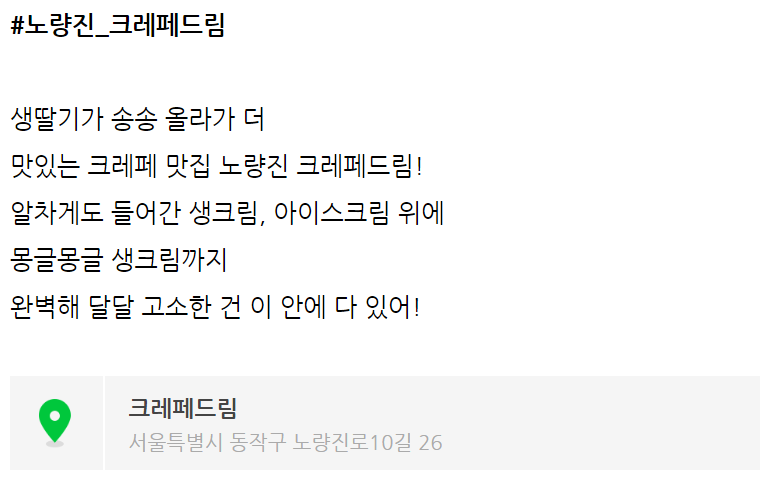 #노량진_크레페드림
생딸기가 송송 올라가 더
맛있는 크레페 맛집 노량진 크레페드림!
알차게도 들어간 생크림, 아이스크림 위에
몽글몽글 생크림까지
완벽해 달달 고소한 건 이 안에 다 있어!
크레페드림
서울특별시 동작구 노량진로10길 26